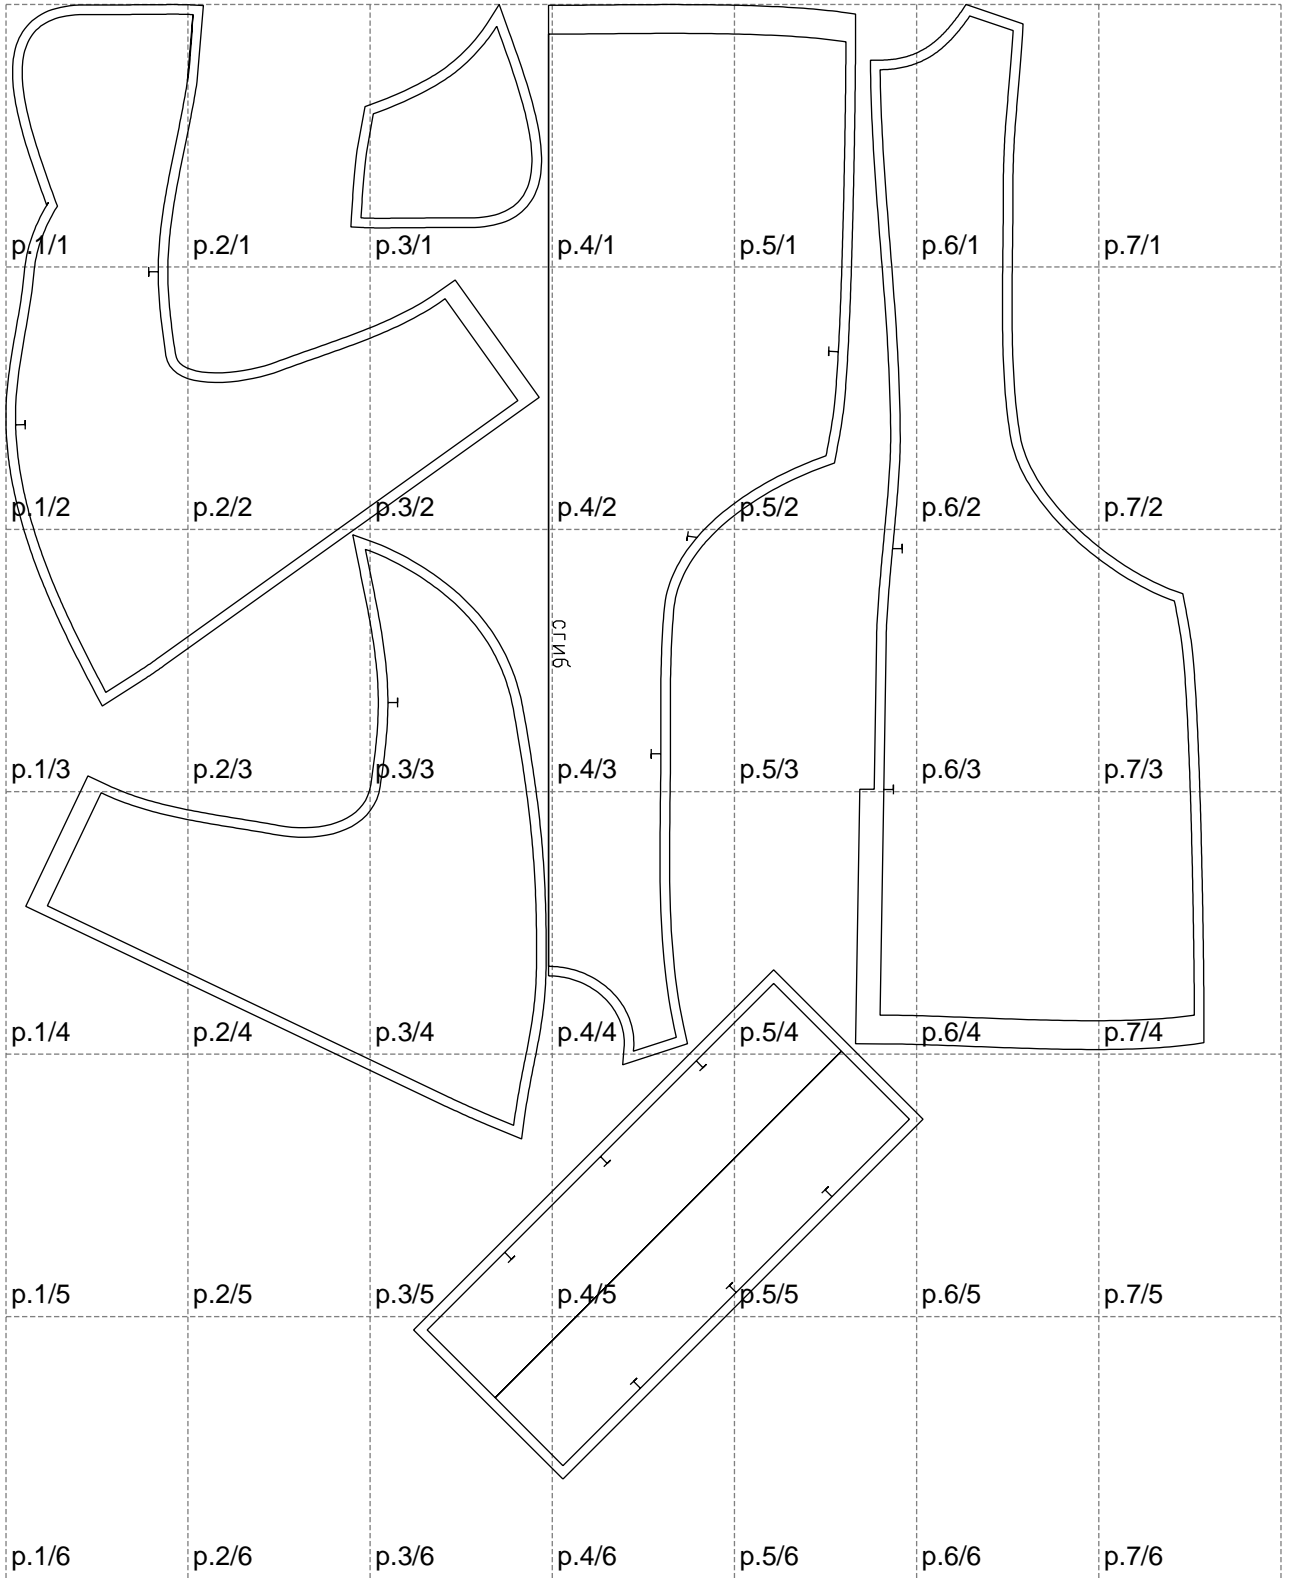 p.1/1 p.2/1 p.3/1 p.4/1 p.5/1 p.6/1 p.7/1
p.1/2 p.2/2 p.3/2 p.4/2 p.5/2 p.6/2 p.7/2
сгиб
p.1/3 p.2/3 p.3/3 p.4/3 p.5/3 p.6/3 p.7/3
p.1/4 p.2/4 p.3/4 p.4/4 p.5/4 p.6/4 p.7/4
p.1/5 p.2/5 p.3/5 p.4/5 p.5/5 p.6/5 p.7/5
p.1/6 p.2/6 p.3/6 p.4/6 p.5/6 p.6/6 p.7/6